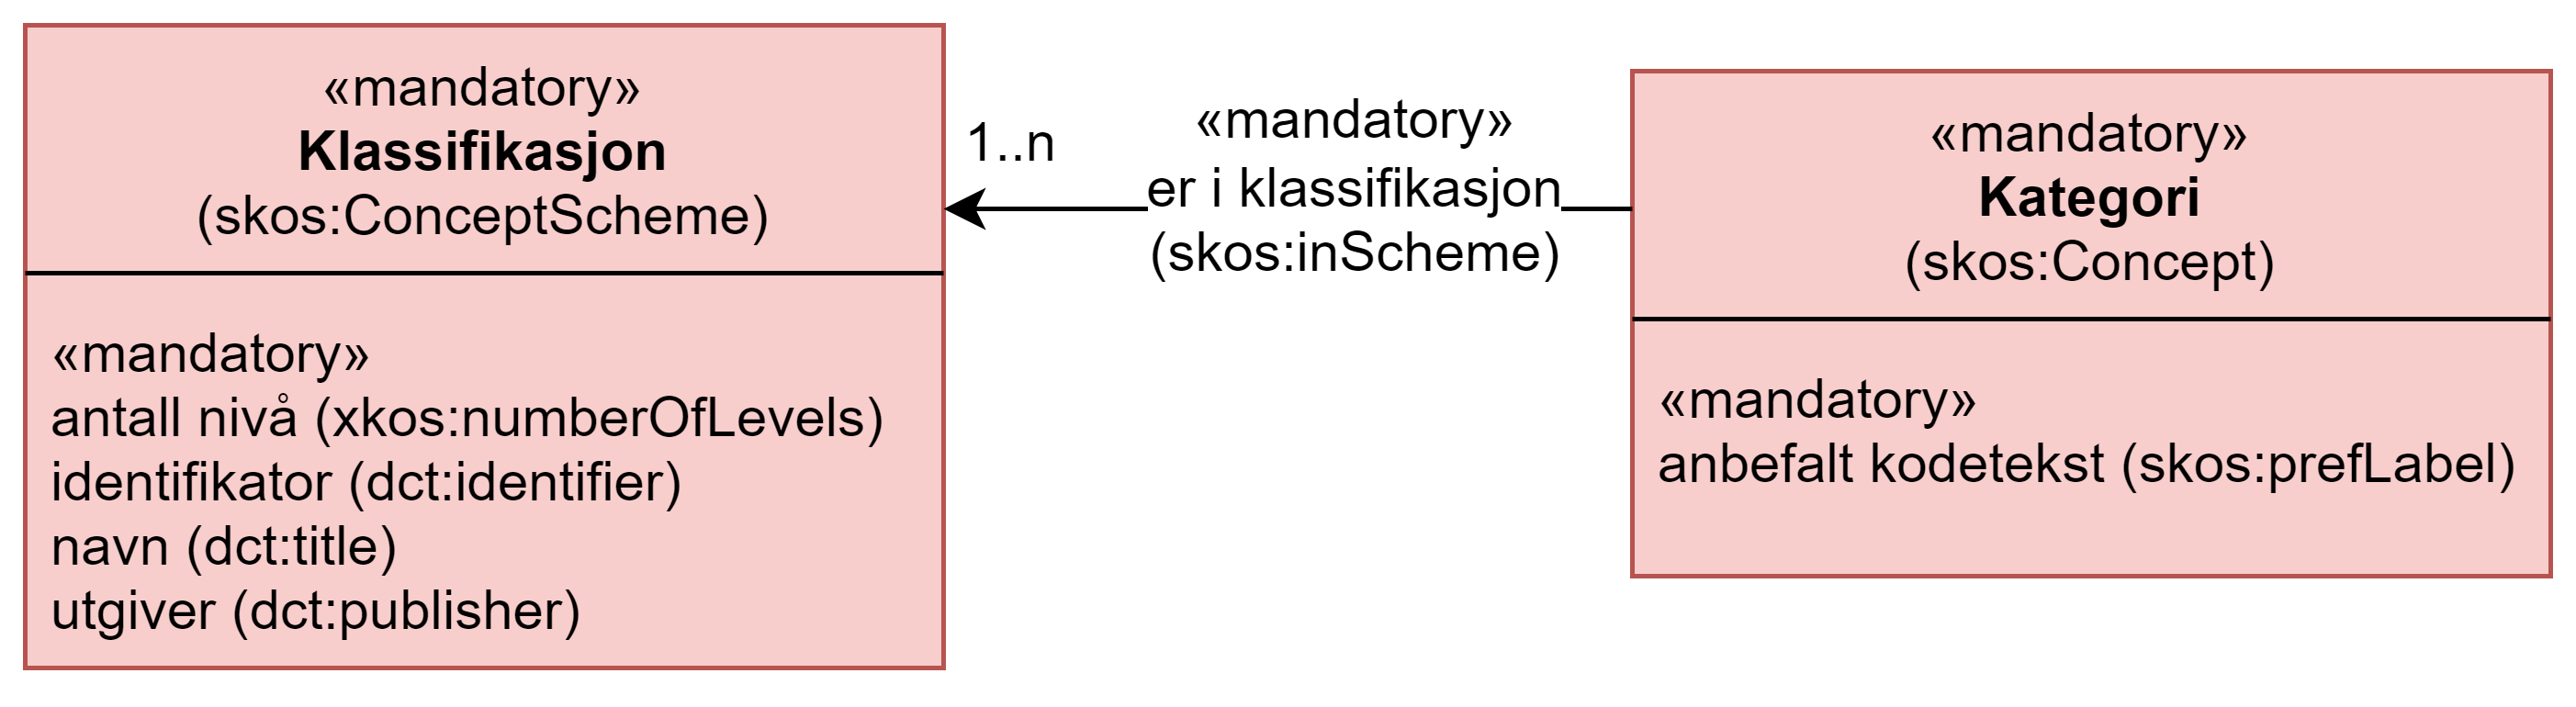 «mandatory»
Klassifikasjon
(skos:ConceptScheme)
«mandatory»
antall nivå (xkos:numberOfLevels)
identifikator (dct:identifier)
navn (dct:title)
utgiver (dct:publisher)
1..n
«mandatory»
er i klassifikasjon
(skos:inScheme)
«mandatory»
Kategori
(skos:Concept)
«mandatory»
anbefalt kodetekst (skos:prefLabel)